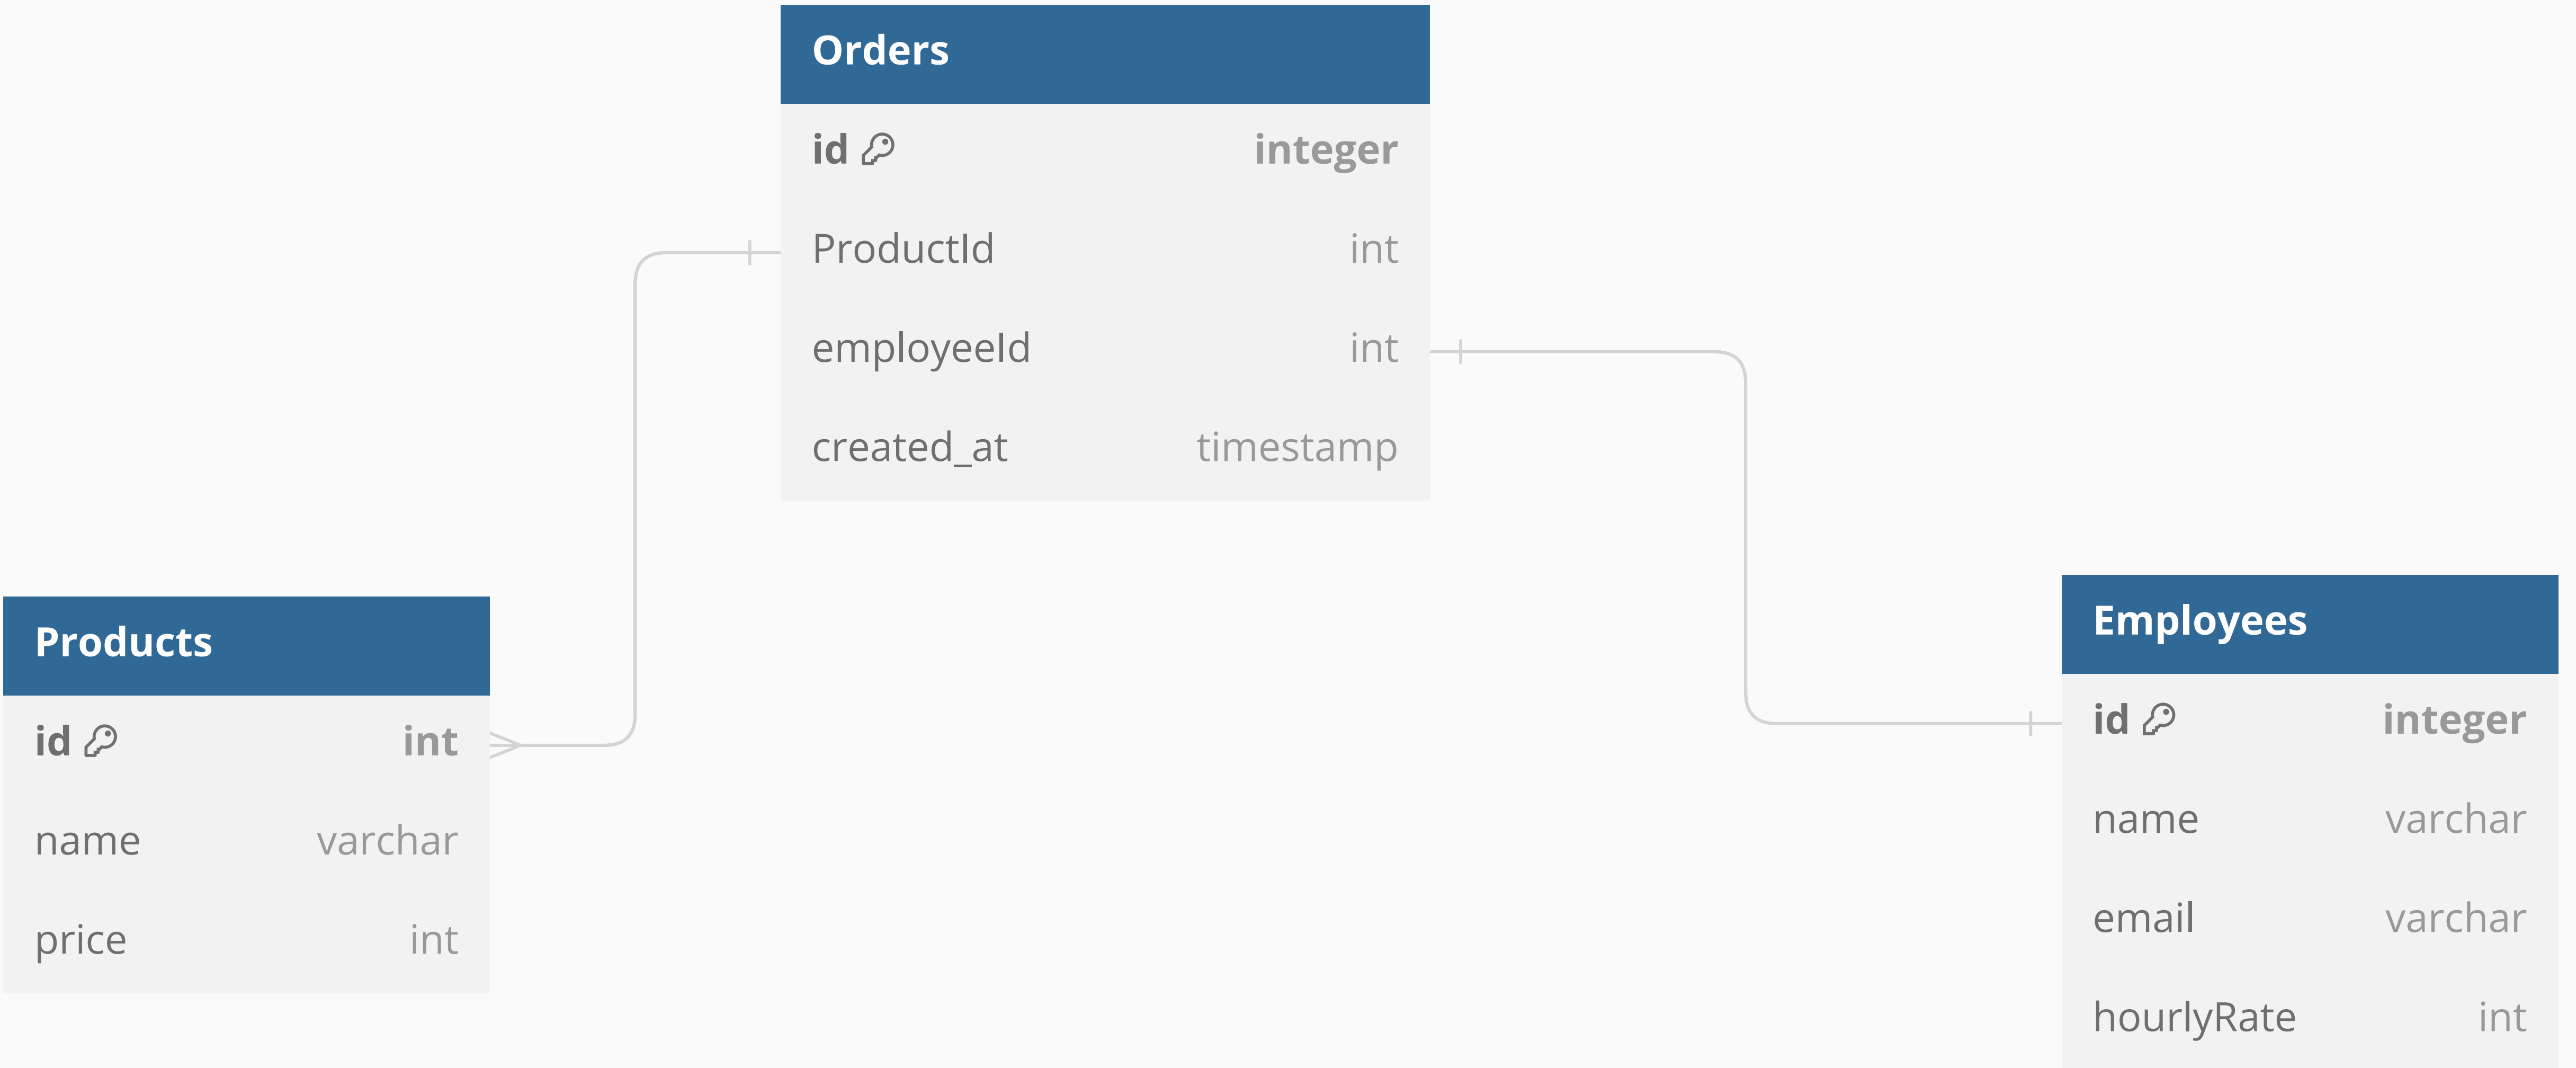 Orders
id integer
ProductId int
employeeId int
created_at timestamp
Products
id int
name varchar
price int
Employees
id integer
name varchar
email varchar
hourlyRate int